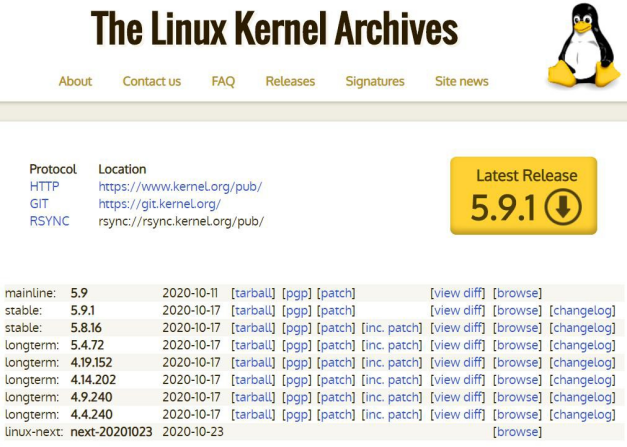 The Linux Kernel Archives
About Contact us FAQ Releases Signatures Site news
Protocol Location
HTTP https://www.kernel.org/pub/
GIT https://git.kernel.org/
RSYNC rsync://rsync.kernel.org/pub/
Latest Release
5.9.1
mainline: 5.9 2020-10-11 [tarball] [pgp] [patch] [view diff] [browse]
stable: 5.9.1 2020-10-17 [tarball] [pgp] [patch] [view diff] [browse] [changelog]
stable: 5.8.16 2020-10-17 [tarball] [pgp] [patch] [inc. patch] [view diff] [browse] [changelog]
longterm: 5.4.72 2020-10-17 [tarball] [pgp] [patch] [inc. patch] [view diff] [browse] [changelog]
longterm: 4.19.152 2020-10-17 [tarball] [pgp] [patch] [inc. patch] [view diff] [browse] [changelog]
longterm: 4.14.202 2020-10-17 [tarball] [pgp] [patch] [inc. patch] [view diff] [browse] [changelog]
longterm: 4.9.240 2020-10-17 [tarball] [pgp] [patch] [inc. patch] [view diff] [browse] [changelog]
longterm: 4.4.240 2020-10-17 [tarball] [pgp] [patch] [inc. patch] [view diff] [browse] [changelog]
linux-next: next-20201023 2020-10-23 [browse]